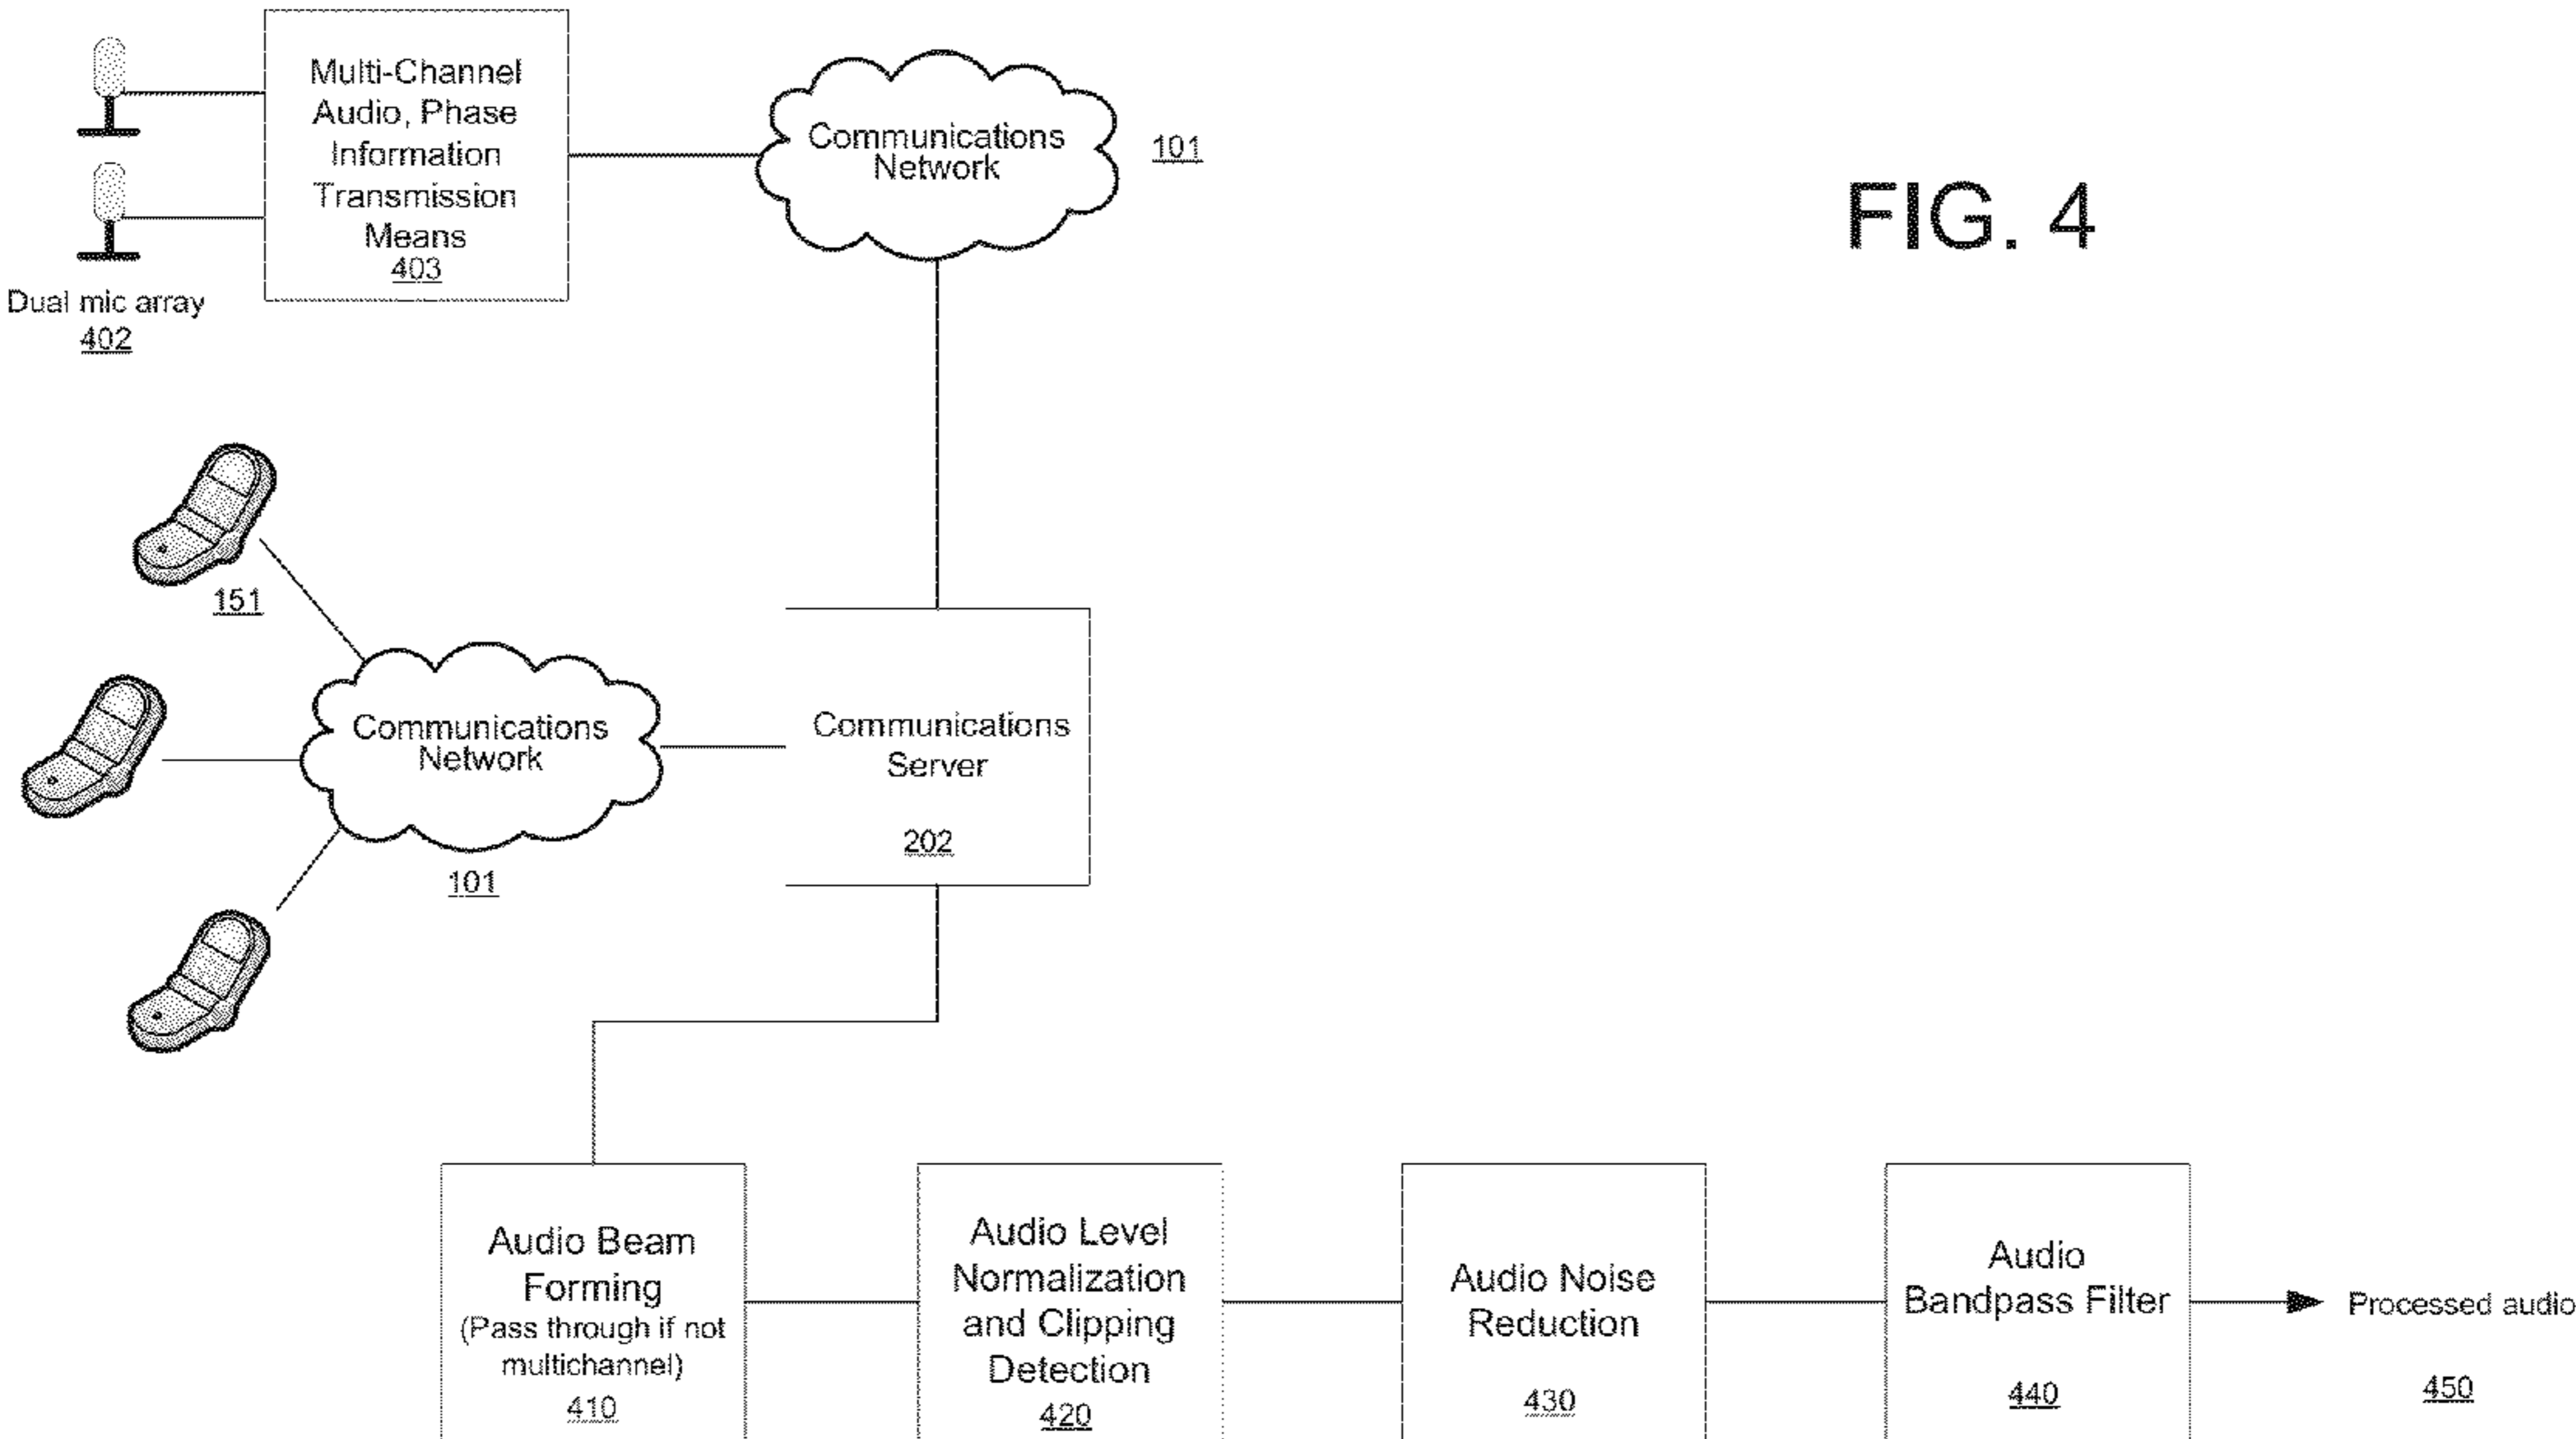 Multi-Channel
Audio, Phase
Information
Transmission
Means
403
Dual mic array
402
Communications
Network
101
FIG. 4
151
Communications
Network
101
Communications
Server
202
Audio Beam
Forming
(Pass through if not
multichannel)
410
Audio Level
Normalization
and Clipping
Detection
420
Audio Noise
Reduction
430
Audio
Bandpass Filter
440
Processed audio
450